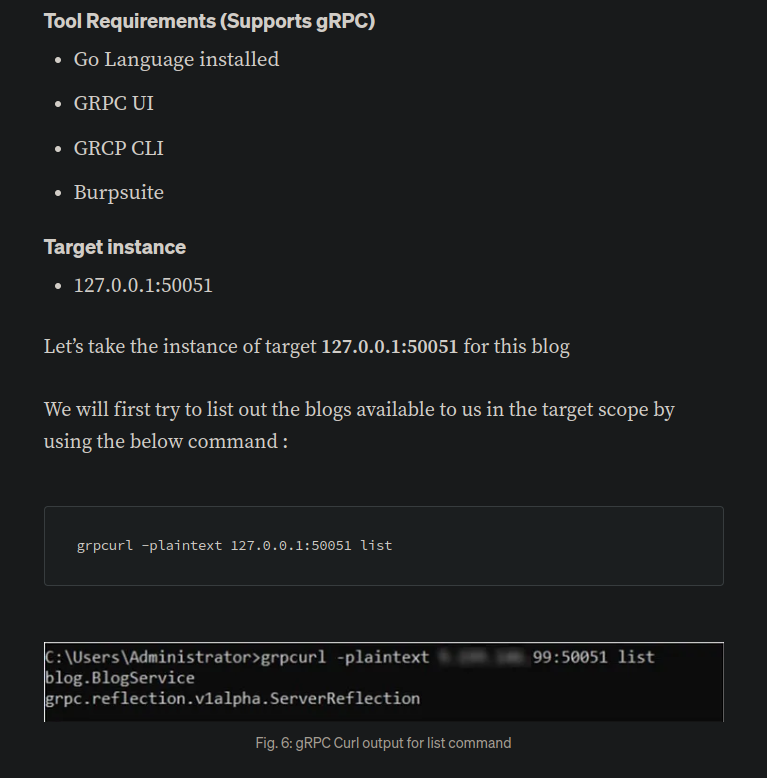 Tool Requirements (Supports gRPC)
Go Language installed
GRPC UI
GRCP CLI
Burpsuite
Target instance
127.0.0.1:50051
Let’s take the instance of target 127.0.0.1:50051 for this blog
We will first try to list out the blogs available to us in the target scope by
using the below command :
grpcurl -plaintext 127.0.0.1:50051 list
C:\Users\Administrator>grpcurl -plaintext 99:50051 list
blog.BlogService
grpc.reflection.v1alpha.ServerReflection
Fig. 6: gRPC Curl output for list command